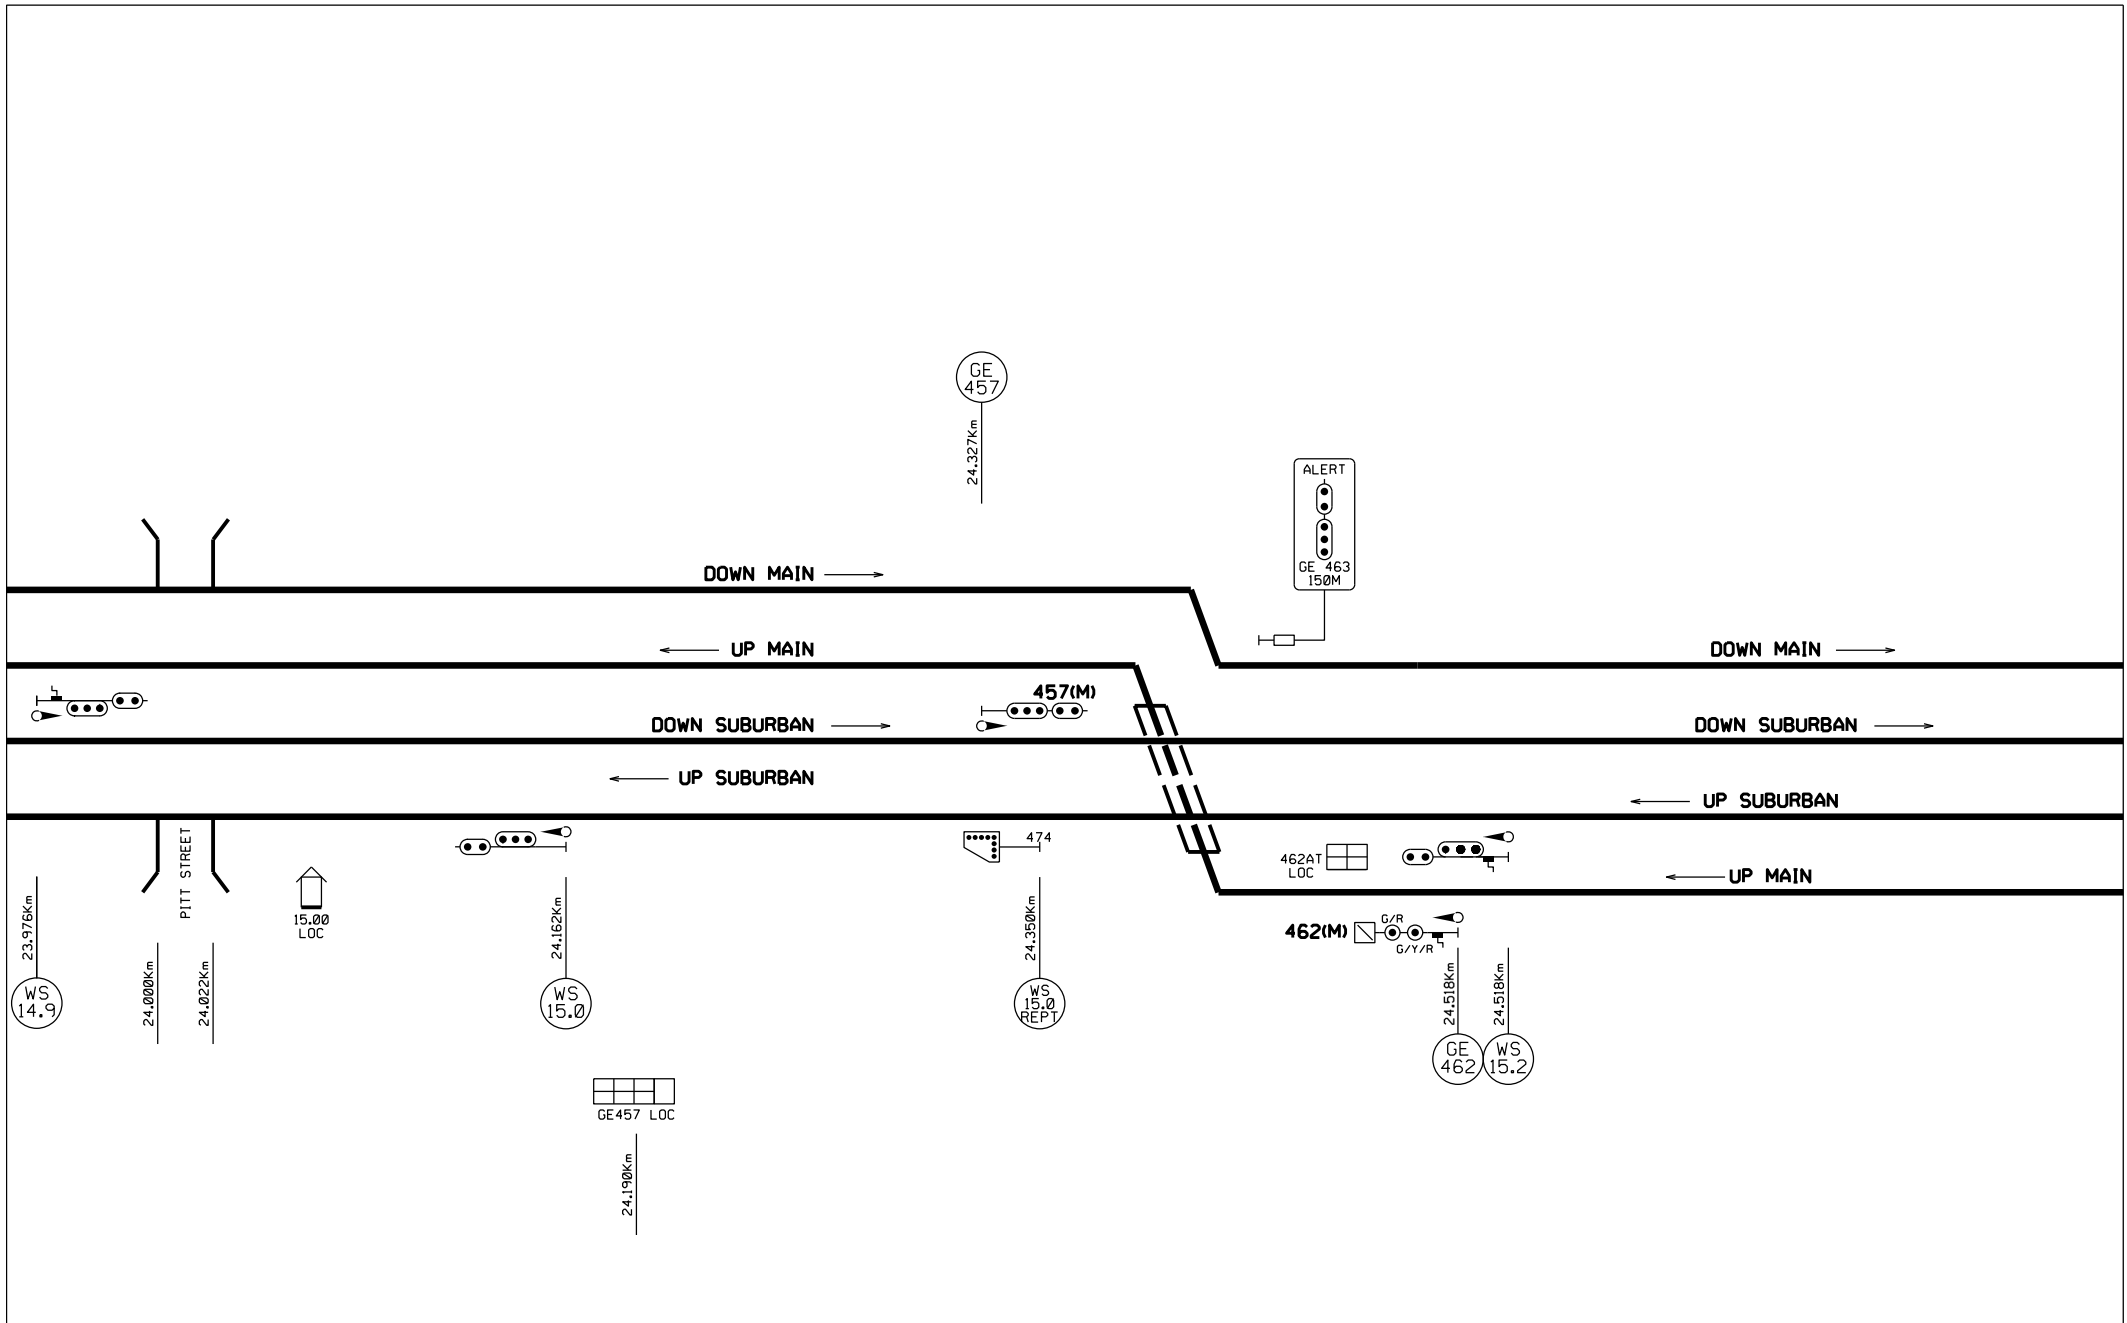 GE
457
24.327Km
ALERT
GE 463
150M
DOWN MAIN
UP MAIN
DOWN MAIN
457(M)
DOWN SUBURBAN
DOWN SUBURBAN
UP SUBURBAN
UP SUBURBAN
PITT STREET
474
462AT
LOC
UP MAIN
15.00
LOC
23.976Km
24.162Km
24.350Km
462(M)
G/R
G/Y/R
24.000Km
24.022Km
24.518Km
24.518Km
WS
14.9
WS
15.0
WS
15.0
REPT
GE
462
WS
15.2
GE457 LOC
24.190Km